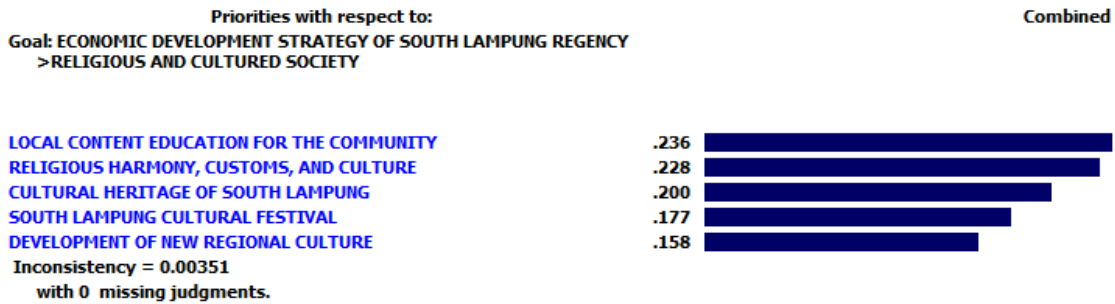 Priorities with respect to: Combined
Goal: ECONOMIC DEVELOPMENT STRATEGY OF SOUTH LAMPUNG REGENCY
>RELIGIOUS AND CULTURED SOCIETY
LOCAL CONTENT EDUCATION FOR THE COMMUNITY .236
RELIGIOUS HARMONY, CUSTOMS, AND CULTURE .228
CULTURAL HERITAGE OF SOUTH LAMPUNG .200
SOUTH LAMPUNG CULTURAL FESTIVAL .177
DEVELOPMENT OF NEW REGIONAL CULTURE .158
Inconsistency = 0.00351
with 0 missing judgments.